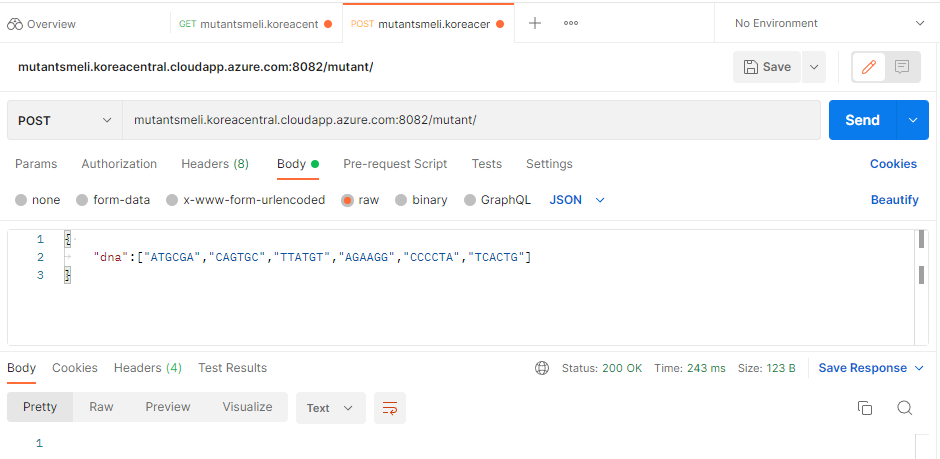 Overview GET mutantsmeli.koreacent POST mutantsmeli.koreacer No Environment
mutantsmeli.koreacentral.cloudapp.azure.com:8082/mutant/ Save
POST mutantsmeli.koreacentral.cloudapp.azure.com:8082/mutant/ Send
Params Authorization Headers (8) Body Pre-request Script Tests Settings Cookies
none form-data x-www-form-urlencoded raw binary GraphQL JSON Beautify
1 {
2 "dna":["ATGCGA","CAGTGC","TTATGT","AGAAGG","CCCCTA","TCACTG"]
3 }
Body Cookies Headers (4) Test Results Status: 200 OK Time: 243 ms Size: 123 B Save Response
Pretty Raw Preview Visualize Text
1